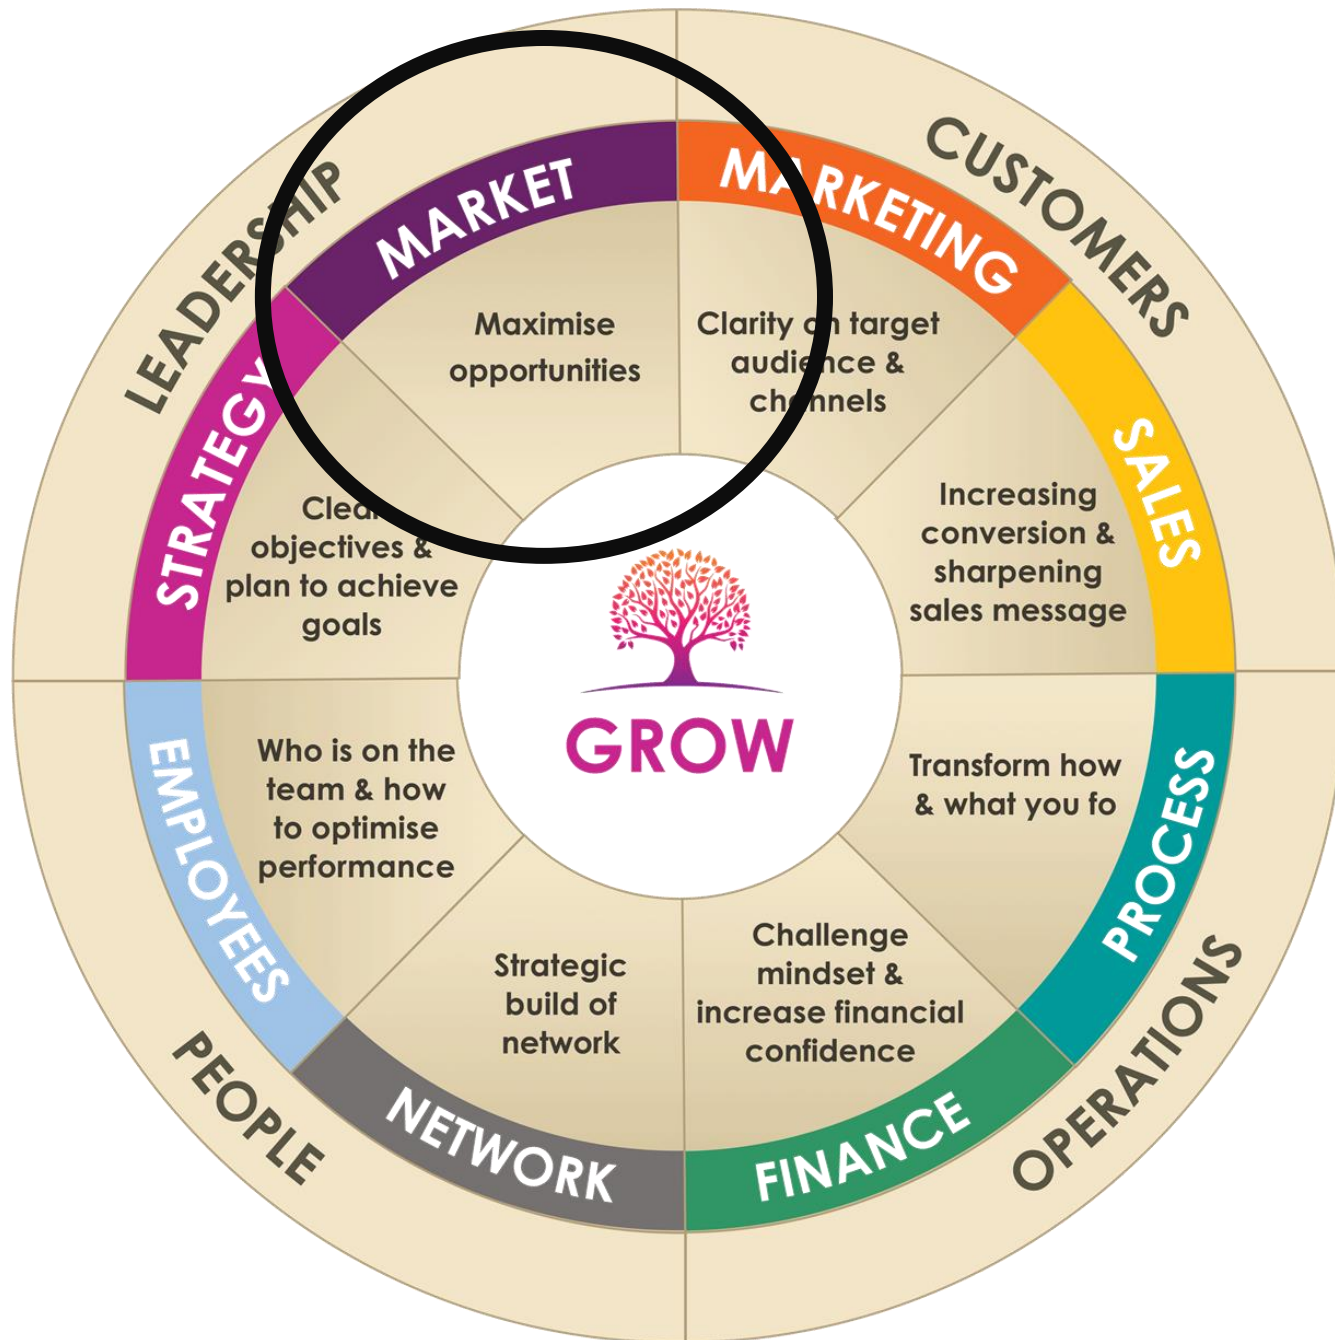 LEADERSHIP
CUSTOMERS
MARKET
MARKETING
Maximise
opportunities
Clarity on target
audience &
channels
STRATEGY
SALES
Clear
objectives &
plan to achieve
goals
Increasing
conversion &
sharpening
sales message
GROW
EMPLOYEES
Who is on the
team & how
to optimise
performance
Transform how
& what you fo
PROCESS
Strategic
build of
network
Challenge
mindset &
increase financial
confidence
NETWORK
FINANCE
PEOPLE
OPERATIONS